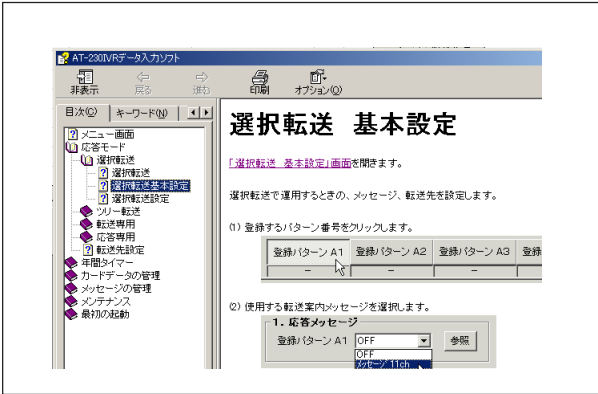 AT-230IVRデータ入力ソフト
非表示 戻る 進む 印刷 オプション(O)
目次(C) キーワード(N)
メニュー画面
応答モード
選択転送
選択転送
選択転送基本設定
選択転送設定
ツリー転送
転送専用
応答専用
転送先設定
年間タイマー
カードデータの管理
メッセージの管理
メンテナンス
最初の起動
選択転送 基本設定
「選択転送 基本設定」画面を開きます。
選択転送で運用するときの、メッセージ、転送先を設定します。
(1) 登録するパターン番号をクリックします。
登録パターン A1 登録パターン A2 登録パターン A3 登録
− − −
(2) 使用する転送案内メッセージを選択します。
1. 応答メッセージ
登録パターン A1 OFF 参照
OFF
メッセージ 11ch